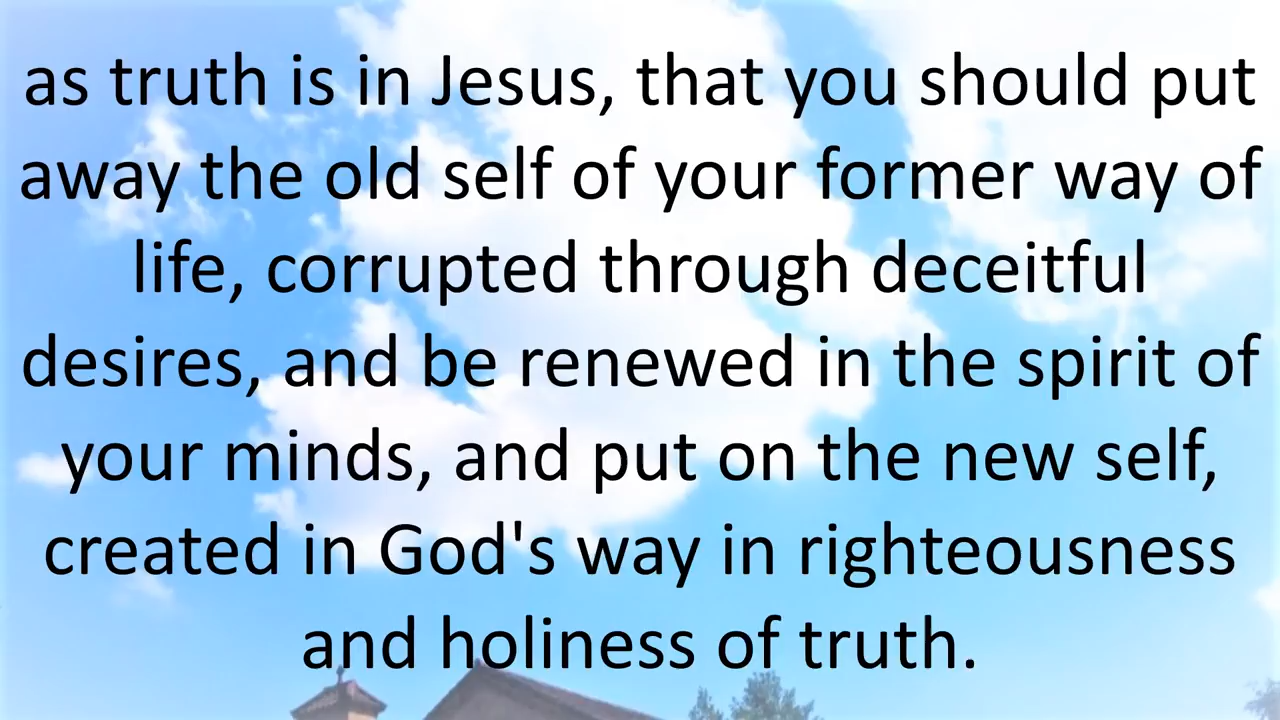 as truth is in Jesus, that you should put
away the old self of your former way of
life, corrupted through deceitful
desires, and be renewed in the spirit of
your minds, and put on the new self,
created in God's way in righteousness
and holiness of truth.